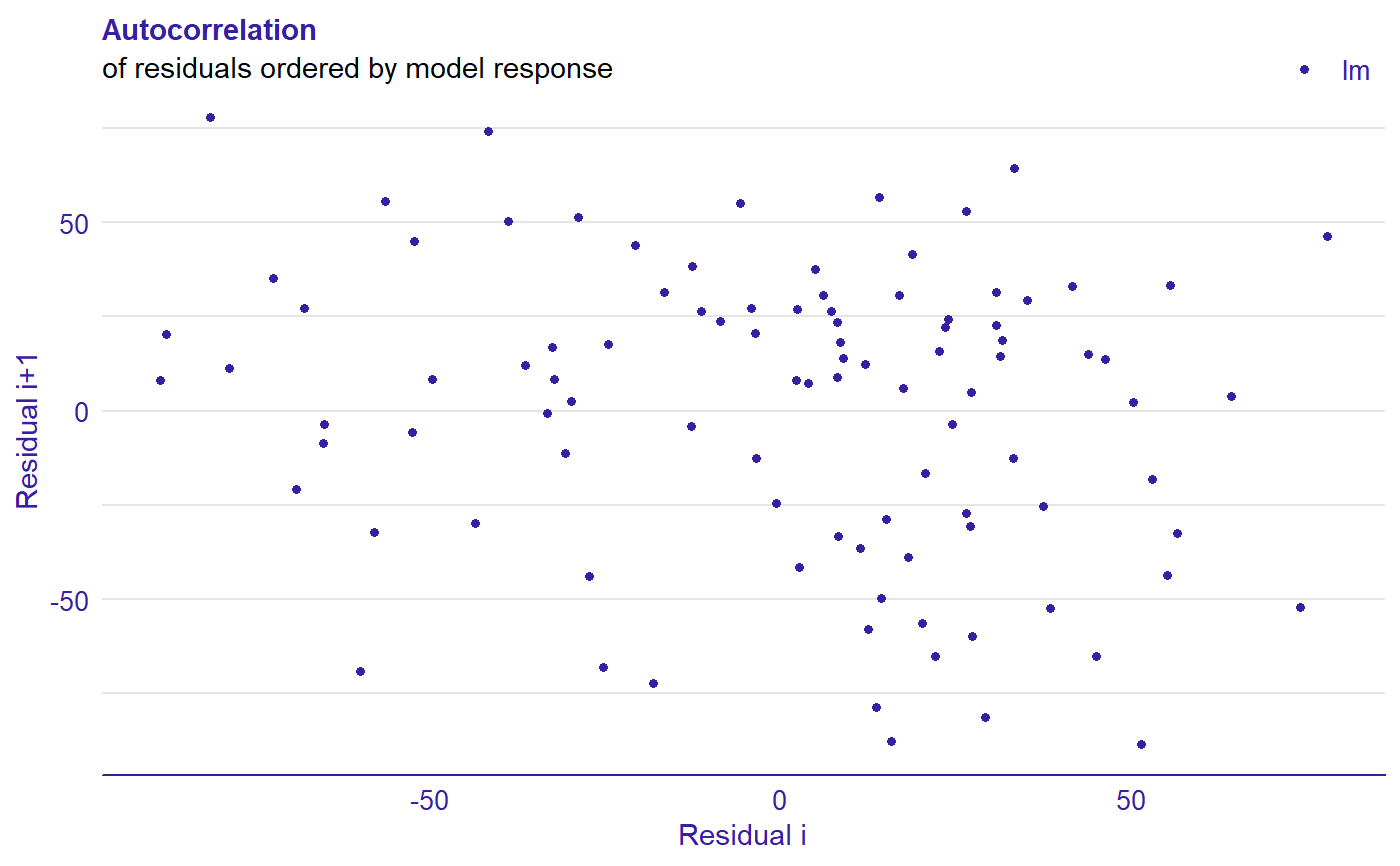 Autocorrelation
of residuals ordered by model response
lm
Residual i+1
50
0
-50
-50
0
50
Residual i